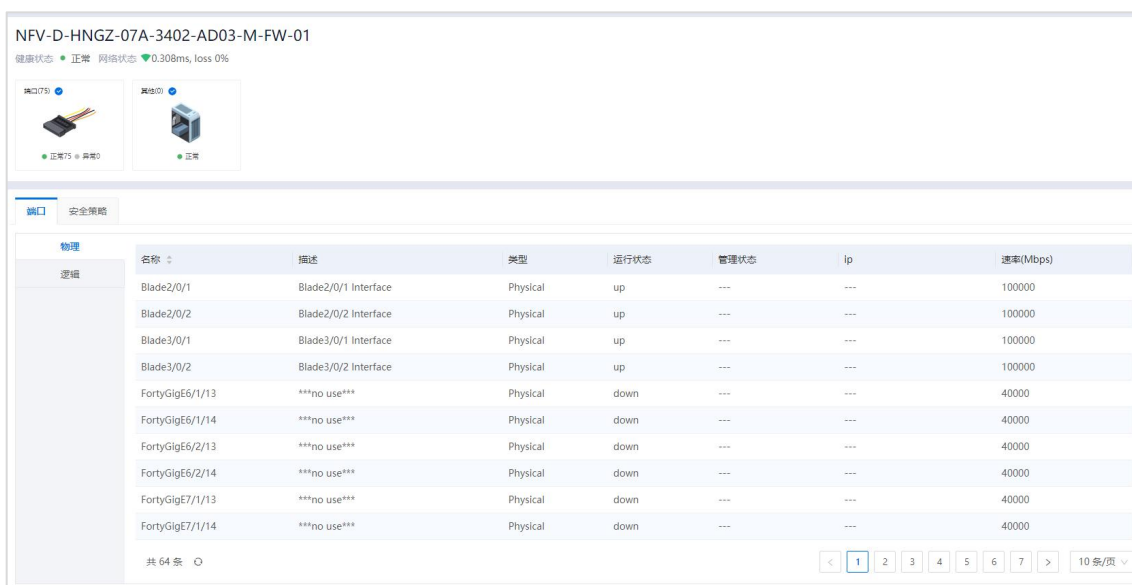 NFV-D-HNGZ-07A-3402-AD03-M-FW-01
健康状态 正常 网络状态 0.308ms, loss 0%
端口(75) 其他(0)
正常75 异常0 正常
端口 安全策略
物理
逻辑
名称 描述 类型 运行状态 管理状态 ip 速率(Mbps)
Blade2/0/1 Blade2/0/1 Interface Physical up --- --- 100000
Blade2/0/2 Blade2/0/2 Interface Physical up --- --- 100000
Blade3/0/1 Blade3/0/1 Interface Physical up --- --- 100000
Blade3/0/2 Blade3/0/2 Interface Physical up --- --- 100000
FortyGigE6/1/13 ***no use*** Physical down --- --- 40000
FortyGigE6/1/14 ***no use*** Physical down --- --- 40000
FortyGigE6/2/13 ***no use*** Physical down --- --- 40000
FortyGigE6/2/14 ***no use*** Physical down --- --- 40000
FortyGigE7/1/13 ***no use*** Physical down --- --- 40000
FortyGigE7/1/14 ***no use*** Physical down --- --- 40000
共 64 条 < 1 2 3 4 5 6 7 > 10 条/页